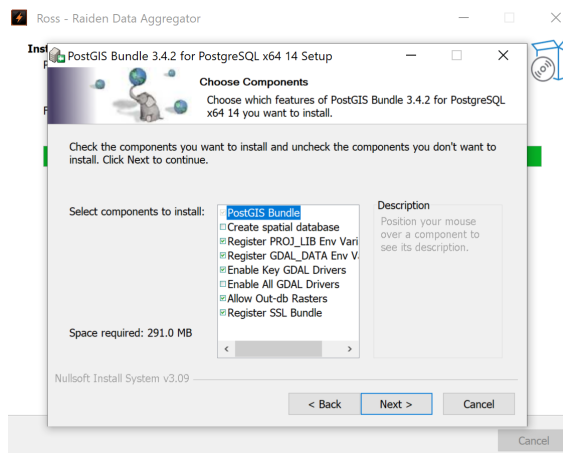 Ross - Raiden Data Aggregator
Inst
PostGIS Bundle 3.4.2 for PostgreSQL x64 14 Setup
Choose Components
Choose which features of PostGIS Bundle 3.4.2 for PostgreSQL
x64 14 you want to install.
Check the components you want to install and uncheck the components you don't want to
install. Click Next to continue.
Select components to install:
PostGIS Bundle
Create spatial database
Register PROJ_LIB Env Vari
Register GDAL_DATA Env V
Enable Key GDAL Drivers
Enable All GDAL Drivers
Allow Out-db Rasters
Register SSL Bundle
Description
Position your mouse
over a component to
see its description.
Space required: 291.0 MB
Nullsoft Install System v3.09
< Back
Next >
Cancel
Cancel